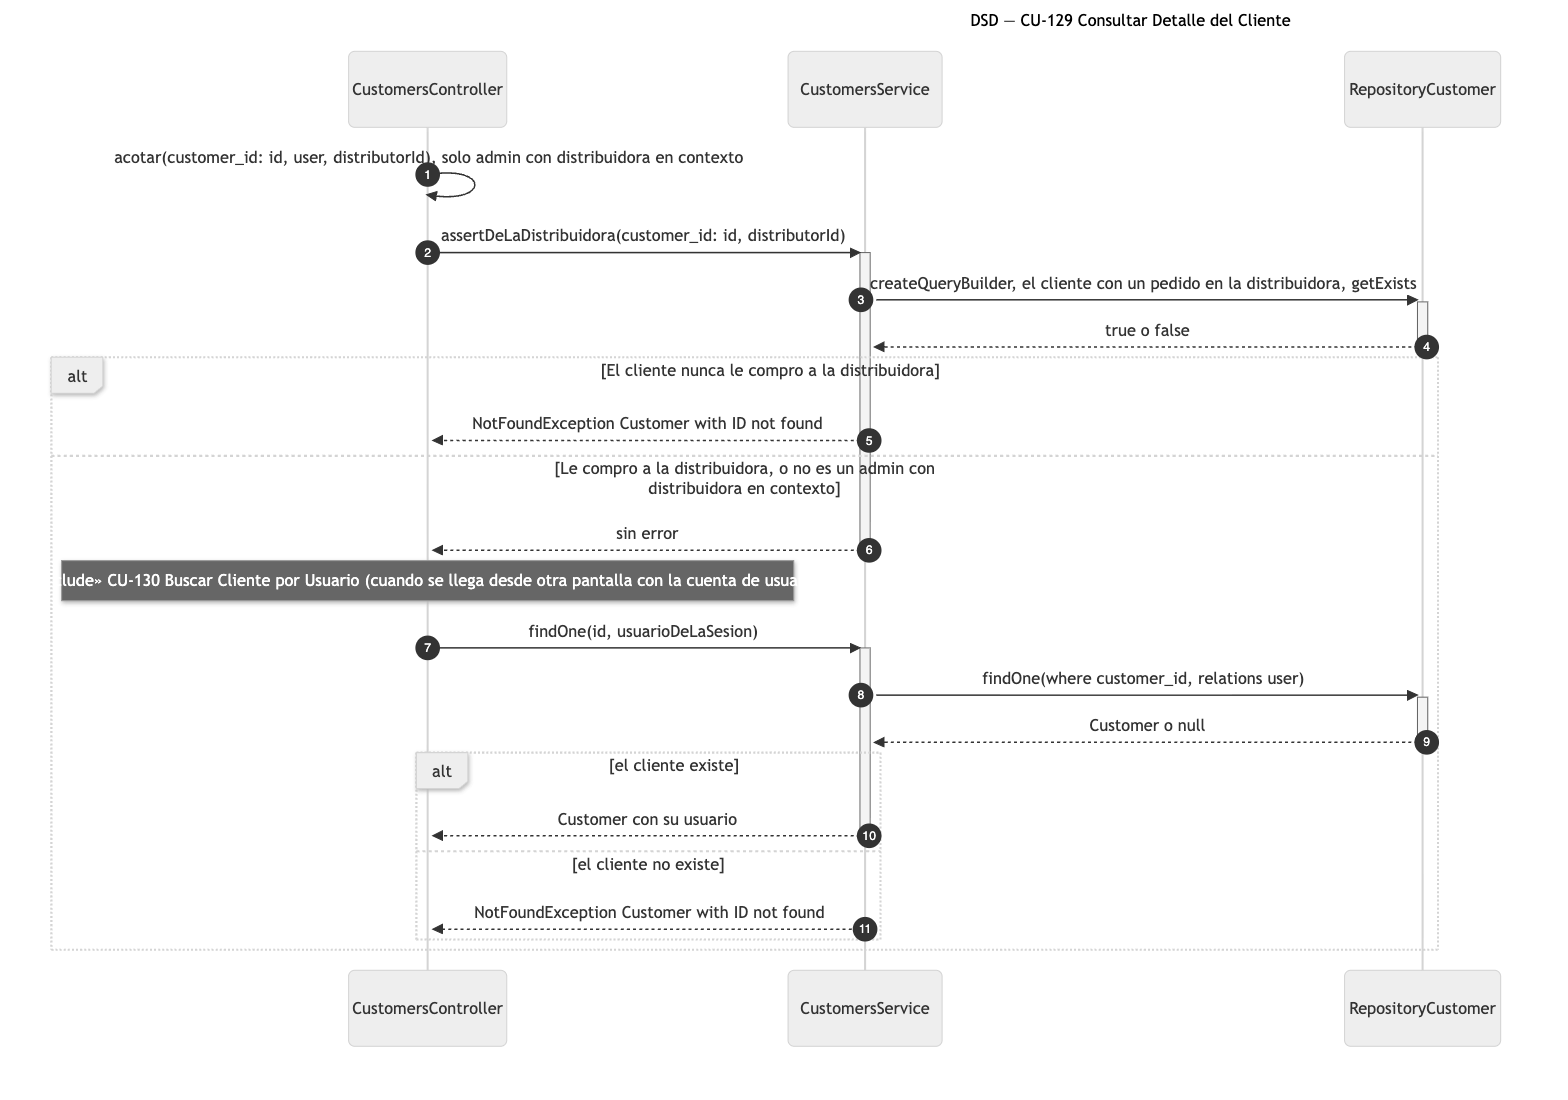 DSD — CU-129 Consultar Detalle del Cliente
CustomersController
CustomersService
RepositoryCustomer
acotar(customer_id: id, user, distributorId), solo admin con distribuidora en contexto
1
assertDeLaDistribuidora(customer_id: id, distributorId)
2
createQueryBuilder, el cliente con un pedido en la distribuidora, getExists
3
true o false
4
alt
[El cliente nunca le compro a la distribuidora]
NotFoundException Customer with ID not found
5
[Le compro a la distribuidora, o no es un admin con
distribuidora en contexto]
sin error
6
lude» CU-130 Buscar Cliente por Usuario (cuando se llega desde otra pantalla con la cuenta de usua
findOne(id, usuarioDeLaSesion)
7
findOne(where customer_id, relations user)
8
Customer o null
9
alt
[el cliente existe]
Customer con su usuario
10
[el cliente no existe]
NotFoundException Customer with ID not found
11
CustomersController
CustomersService
RepositoryCustomer